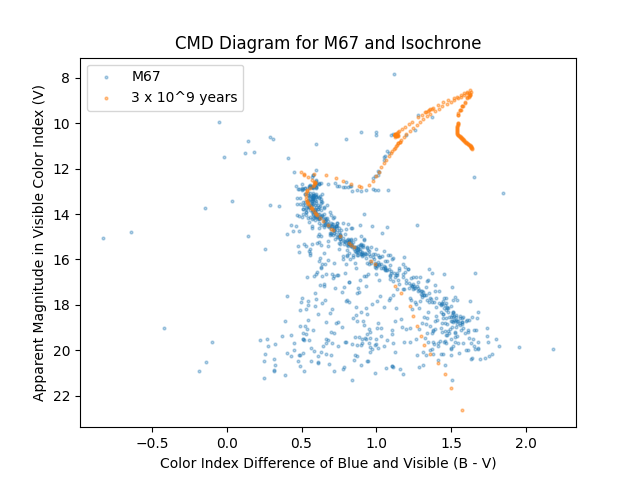 CMD Diagram for M67 and Isochrone
M67
3 x 10^9 years
Apparent Magnitude in Visible Color Index (V)
8
10
12
14
16
18
20
22
−0.5
0.0
0.5
1.0
1.5
2.0
Color Index Difference of Blue and Visible (B - V)